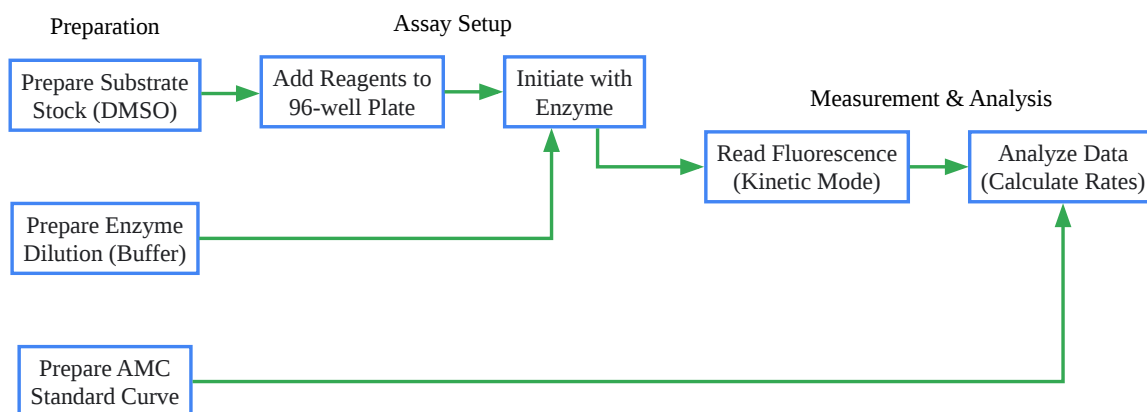 Preparation
Assay Setup
Prepare Substrate
Stock (DMSO)
Add Reagents to
96-well Plate
Initiate with
Enzyme
Measurement & Analysis
Read Fluorescence
(Kinetic Mode)
Analyze Data
(Calculate Rates)
Prepare Enzyme
Dilution (Buffer)
Prepare AMC
Standard Curve